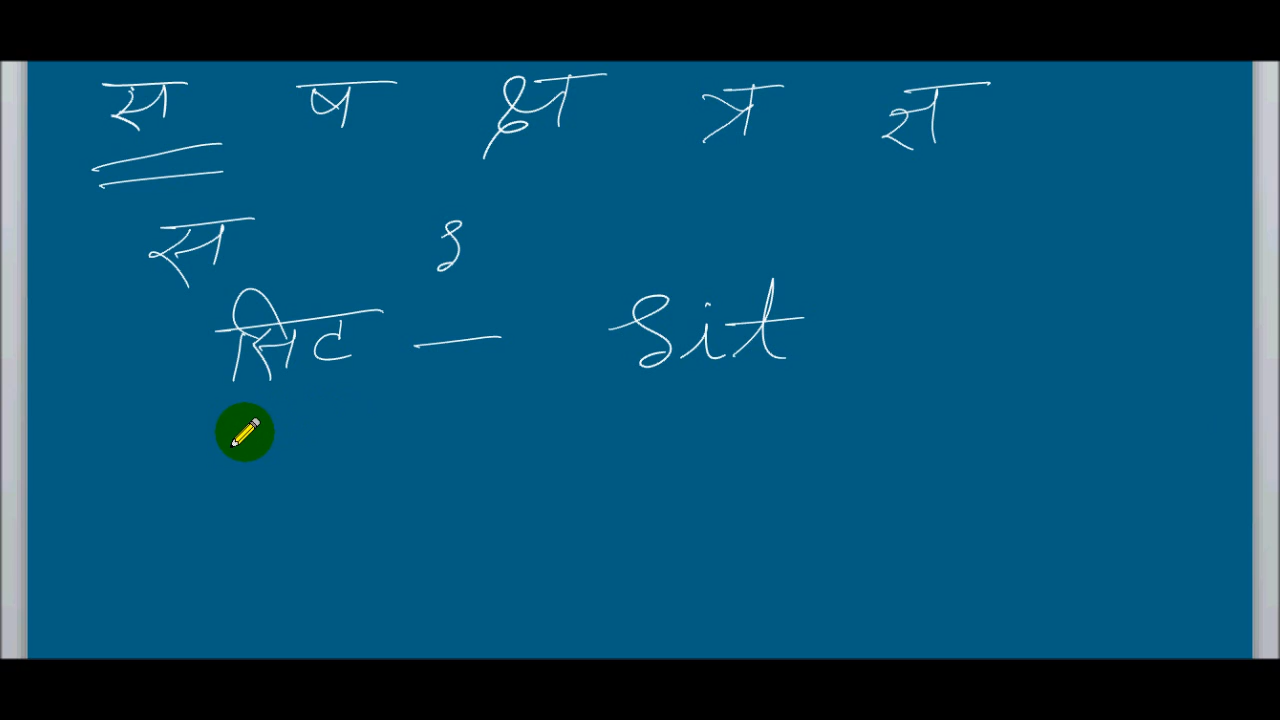 स ष क्ष त्र ज्ञ
स s
सिट — Sit